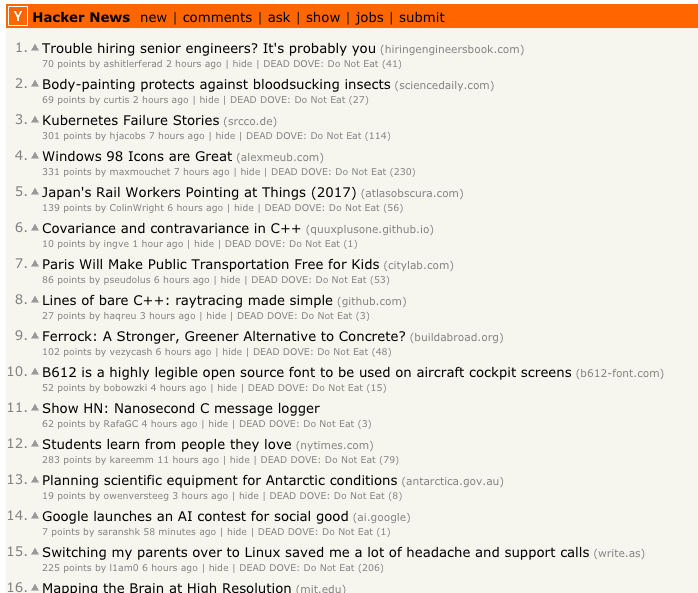 Y Hacker News new | comments | ask | show | jobs | submit
1. Trouble hiring senior engineers? It's probably you (hiringengineersbook.com)
70 points by ashitlerferad 2 hours ago | hide | DEAD DOVE: Do Not Eat (41)
2. Body-painting protects against bloodsucking insects (sciencedaily.com)
69 points by curtis 2 hours ago | hide | DEAD DOVE: Do Not Eat (27)
3. Kubernetes Failure Stories (srcco.de)
301 points by hjacobs 7 hours ago | hide | DEAD DOVE: Do Not Eat (114)
4. Windows 98 Icons are Great (alexmeub.com)
331 points by maxmouchet 7 hours ago | hide | DEAD DOVE: Do Not Eat (230)
5. Japan's Rail Workers Pointing at Things (2017) (atlasobscura.com)
139 points by ColinWright 6 hours ago | hide | DEAD DOVE: Do Not Eat (56)
6. Covariance and contravariance in C++ (quuxplusone.github.io)
10 points by ingve 1 hour ago | hide | DEAD DOVE: Do Not Eat (1)
7. Paris Will Make Public Transportation Free for Kids (citylab.com)
86 points by pseudolus 6 hours ago | hide | DEAD DOVE: Do Not Eat (53)
8. Lines of bare C++: raytracing made simple (github.com)
27 points by haqreu 3 hours ago | hide | DEAD DOVE: Do Not Eat (3)
9. Ferrock: A Stronger, Greener Alternative to Concrete? (buildabroad.org)
102 points by vezycash 6 hours ago | hide | DEAD DOVE: Do Not Eat (48)
10. B612 is a highly legible open source font to be used on aircraft cockpit screens (b612-font.com)
52 points by bobowzki 4 hours ago | hide | DEAD DOVE: Do Not Eat (15)
11. Show HN: Nanosecond C message logger
62 points by RafaGC 4 hours ago | hide | DEAD DOVE: Do Not Eat (3)
12. Students learn from people they love (nytimes.com)
283 points by kareemm 11 hours ago | hide | DEAD DOVE: Do Not Eat (79)
13. Planning scientific equipment for Antarctic conditions (antarctica.gov.au)
19 points by owenversteeg 3 hours ago | hide | DEAD DOVE: Do Not Eat (8)
14. Google launches an AI contest for social good (ai.google)
7 points by saranshk 58 minutes ago | hide | DEAD DOVE: Do Not Eat (1)
15. Switching my parents over to Linux saved me a lot of headache and support calls (write.as)
225 points by l1am0 6 hours ago | hide | DEAD DOVE: Do Not Eat (206)
16. Mapping the Brain at High Resolution (mit.edu)